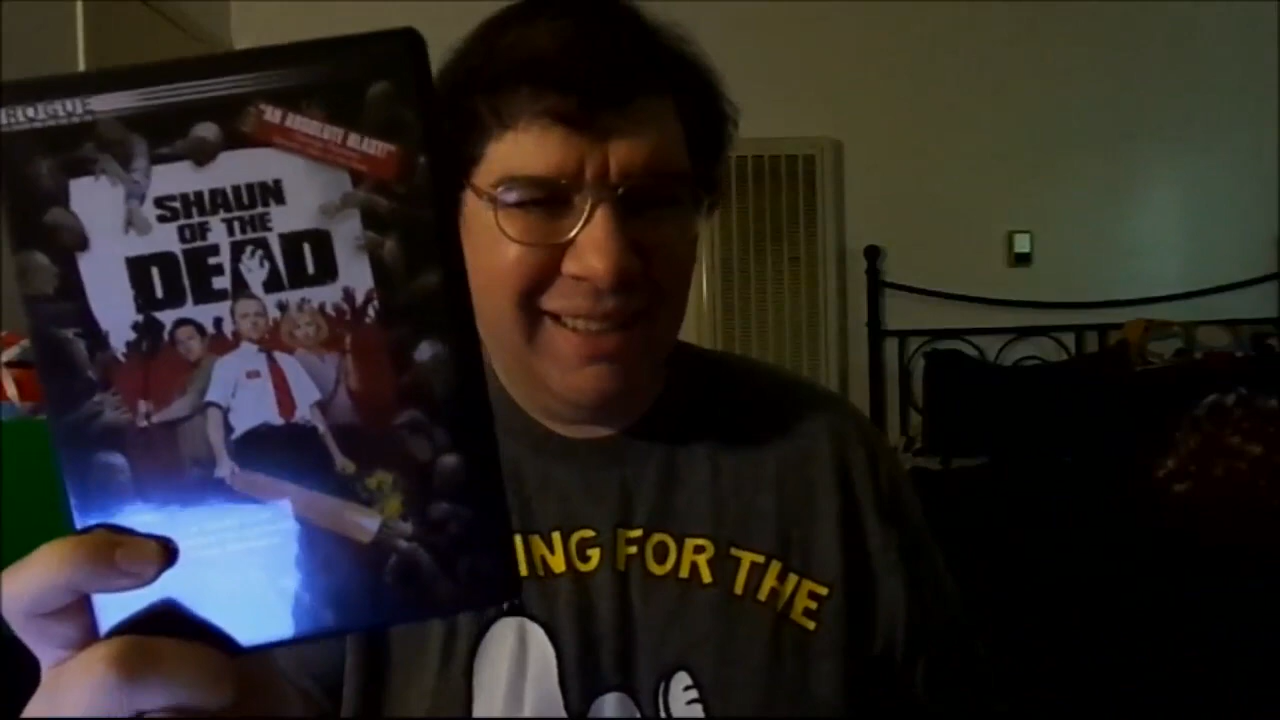 ROGUE
"AN ABSOLUTE BLAST!"
SHAUN
OF THE
DEAD
ING FOR THE